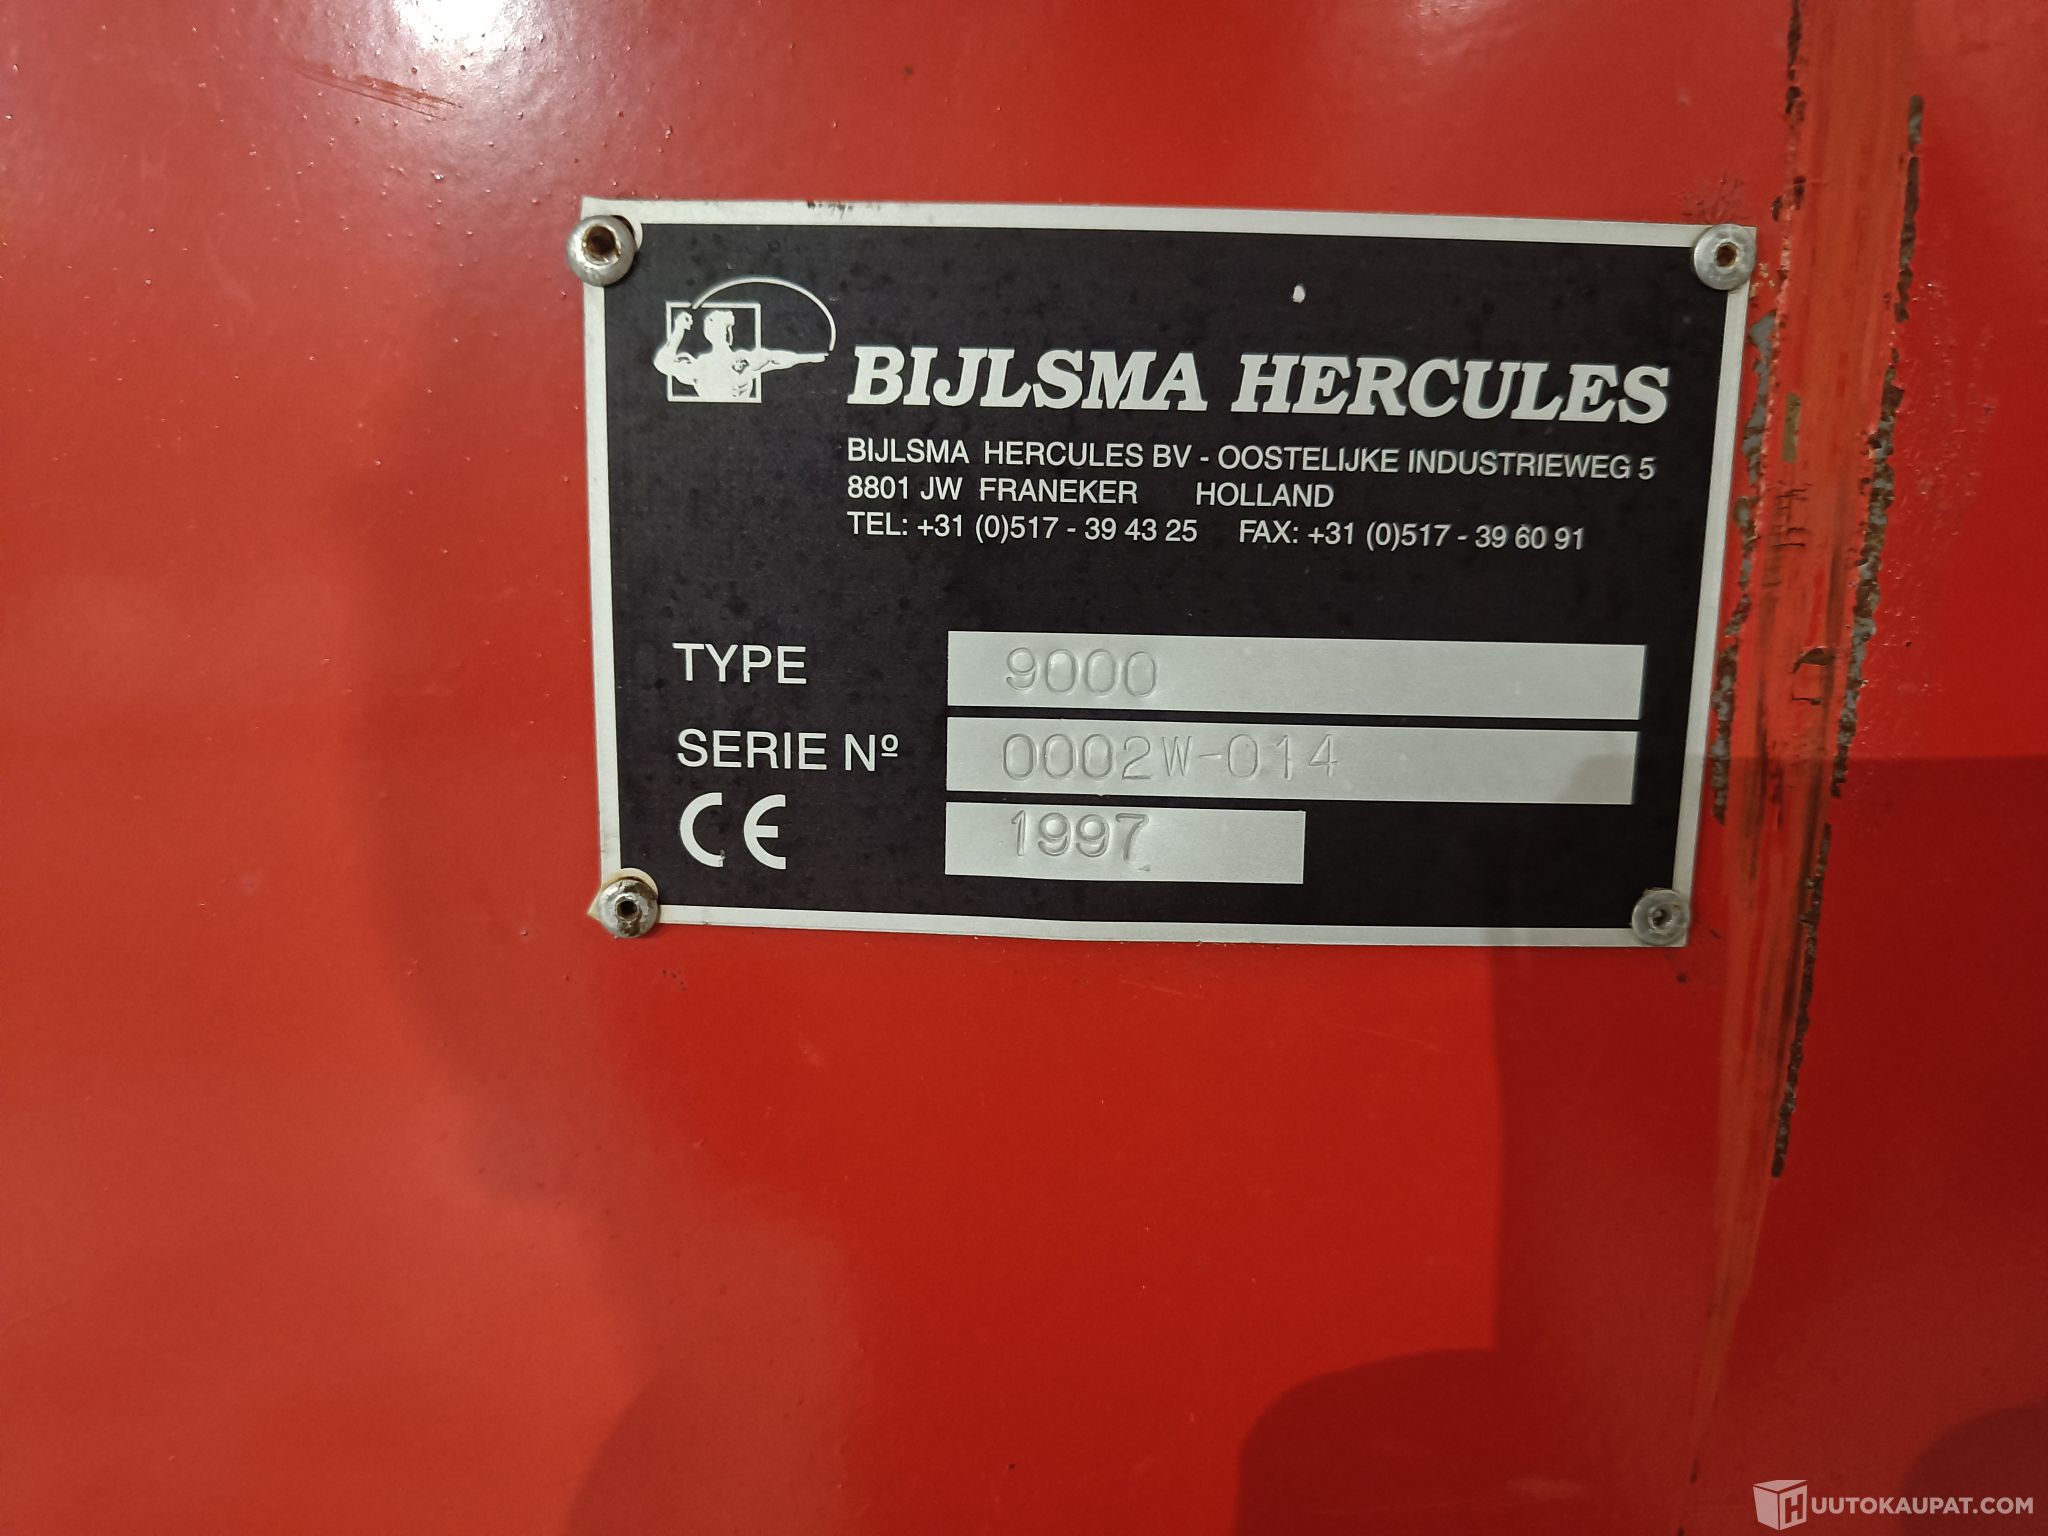 BIJLSMA HERCULES
BIJLSMA HERCULES BV - OOSTELIJKE INDUSTRIEWEG 5
8801 JW FRANEKER HOLLAND
TEL: +31 (0)517 - 39 43 25 FAX: +31 (0)517 - 39 60 91
TYPE 9000
SERIE Nº 0002W-014
CE 1997
HUUTOKAUPAT.COM